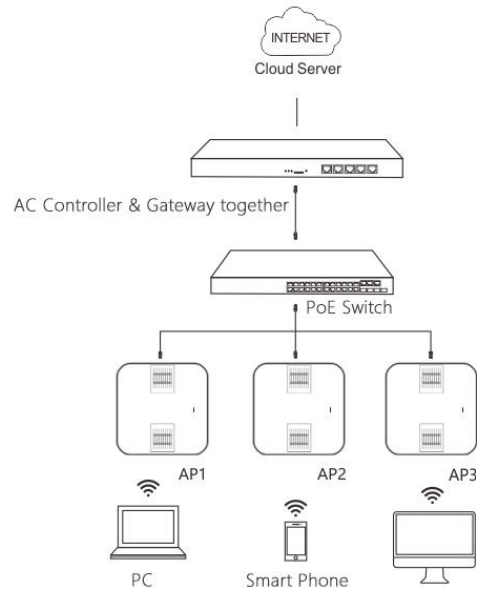 INTERNET
Cloud Server
AC Controller & Gateway together
PoE Switch
AP1
AP2
AP3
PC
Smart Phone